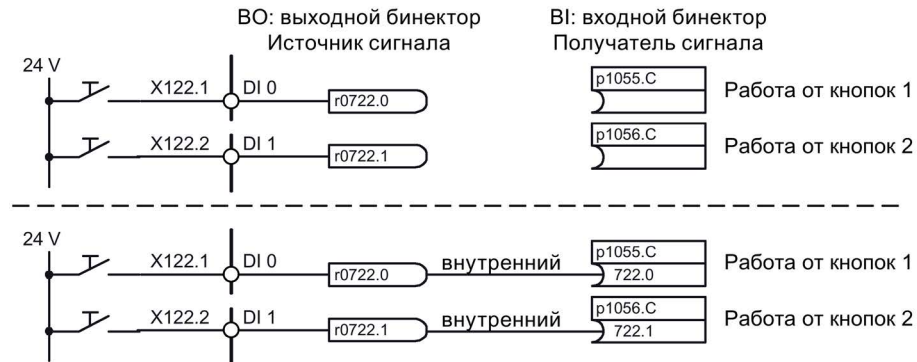 BO: выходной бинектор
Источник сигнала
BI: входной бинектор
Получатель сигнала
24 V
X122.1
DI 0
r0722.0
p1055.C
Работа от кнопок 1
X122.2
DI 1
r0722.1
p1056.C
Работа от кнопок 2
24 V
X122.1
DI 0
r0722.0
внутренний
p1055.C
722.0
Работа от кнопок 1
X122.2
DI 1
r0722.1
внутренний
p1056.C
722.1
Работа от кнопок 2